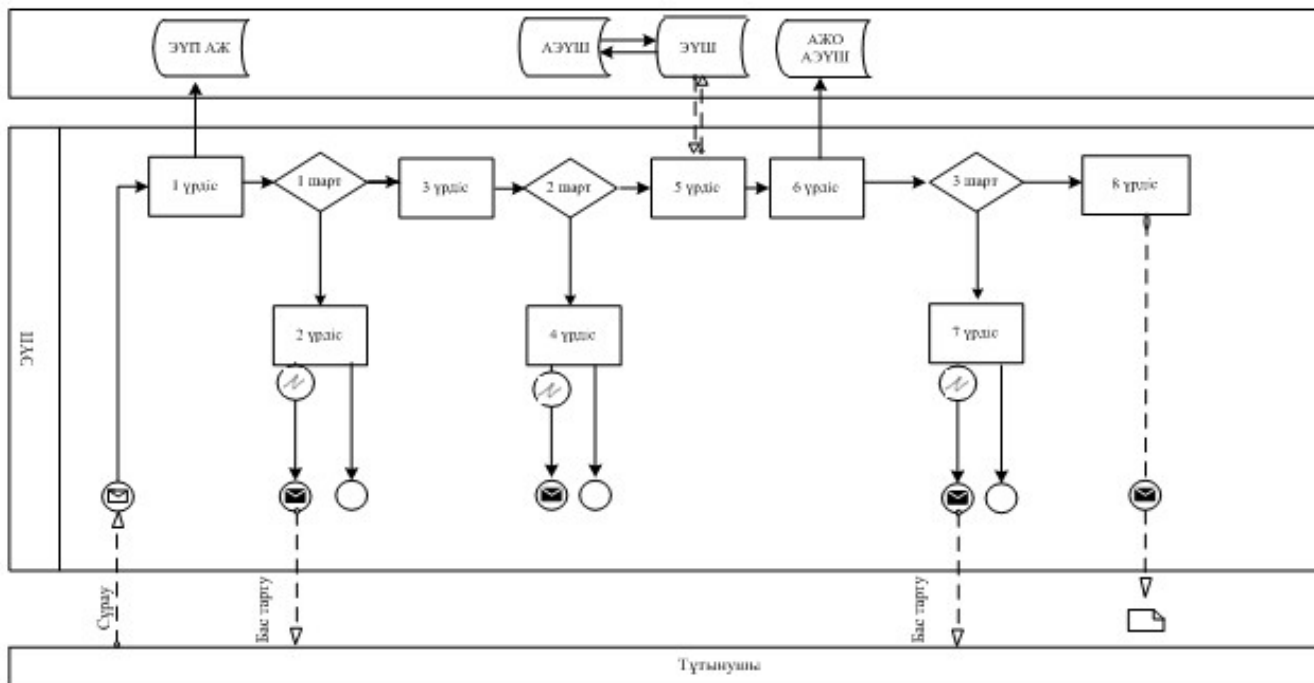 ЭҮП АЖ
АЭҮШ
ЭҮШ
АЖО
АЭҮШ
1 үрдіс
1 шарт
3 үрдіс
2 шарт
5 үрдіс
6 үрдіс
3 шарт
8 үрдіс
2 үрдіс
4 үрдіс
7 үрдіс
ЭҮП
Сұрау
Бас тарту
Бас тарту
Тұтынушы